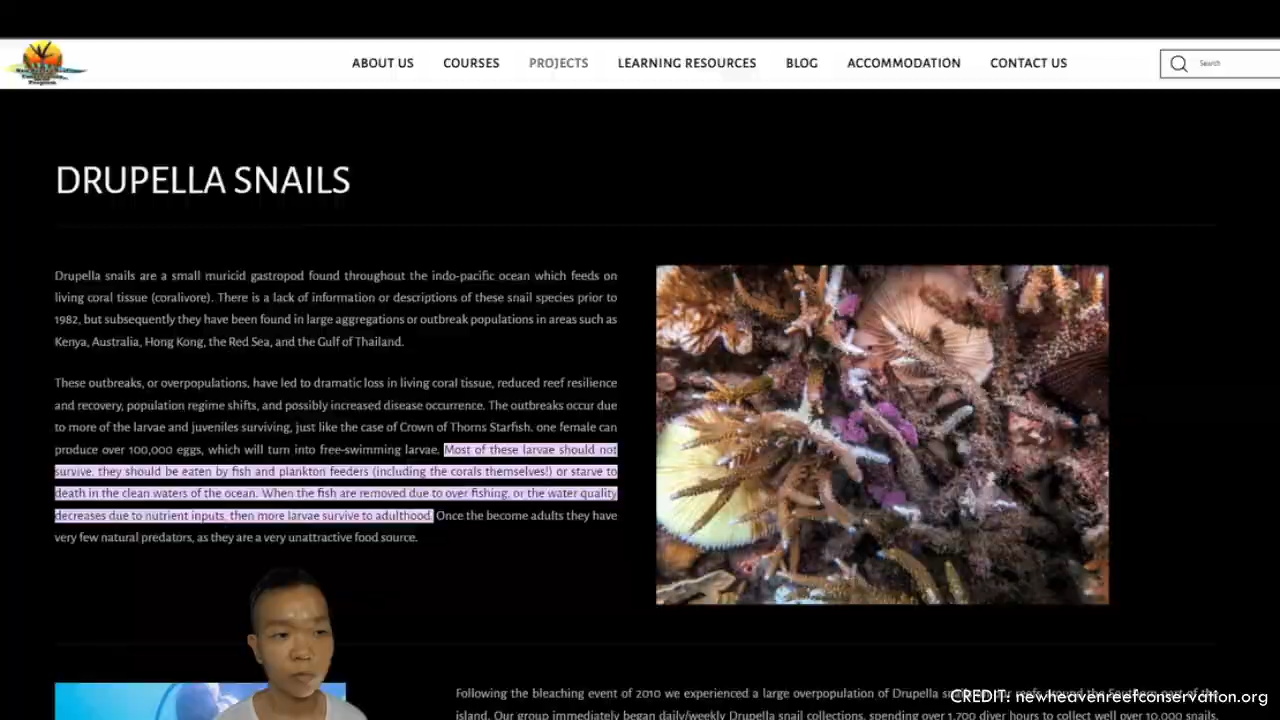 ABOUT US COURSES PROJECTS LEARNING RESOURCES BLOG ACCOMMODATION CONTACT US Search
DRUPELLA SNAILS
Drupella snails are a small muricid gastropod found throughout the indo-pacific ocean which feeds on
living coral tissue (coralivore). There is a lack of information or descriptions of these snail species prior to
1982, but subsequently they have been found in large aggregations or outbreak populations in areas such as
Kenya, Australia, Hong Kong, the Red Sea, and the Gulf of Thailand.
These outbreaks, or overpopulations, have led to dramatic loss in living coral tissue, reduced reef resilience
and recovery, population regime shifts, and possibly increased disease occurrence. The outbreaks occur due
to more of the larvae and juveniles surviving, just like the case of Crown of Thorns Starfish. one female can
produce over 100,000 eggs, which will turn into free-swimming larvae. Most of these larvae should not
survive, they should be eaten by fish and plankton feeders (including the corals themselves!) or starve to
death in the clean waters of the ocean. When the fish are removed due to over fishing, or the water quality
decreases due to nutrient inputs, then more larvae survive to adulthood. Once the become adults they have
very few natural predators, as they are a very unattractive food source.
Following the bleaching event of 2010 we experienced a large overpopulation of Drupella reefs around the Southern part of the
island. Our group immediately began daily/weekly Drupella snail collections, spending over 1,700 diver hours to collect well over 10,000 snails
CREDIT: newheavenreefconservation.org